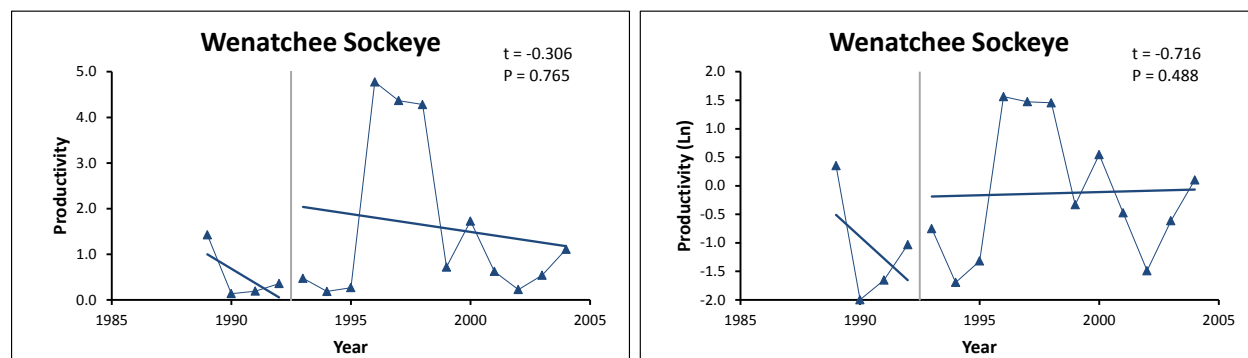 Wenatchee Sockeye
t = -0.306
P = 0.765
5.0
4.0
3.0
2.0
1.0
0.0
Productivity
1985 1990 1995 2000 2005
Year
Wenatchee Sockeye
t = -0.716
P = 0.488
2.0
1.5
1.0
0.5
0.0
-0.5
-1.0
-1.5
-2.0
Productivity (Ln)
1985 1990 1995 2000 2005
Year